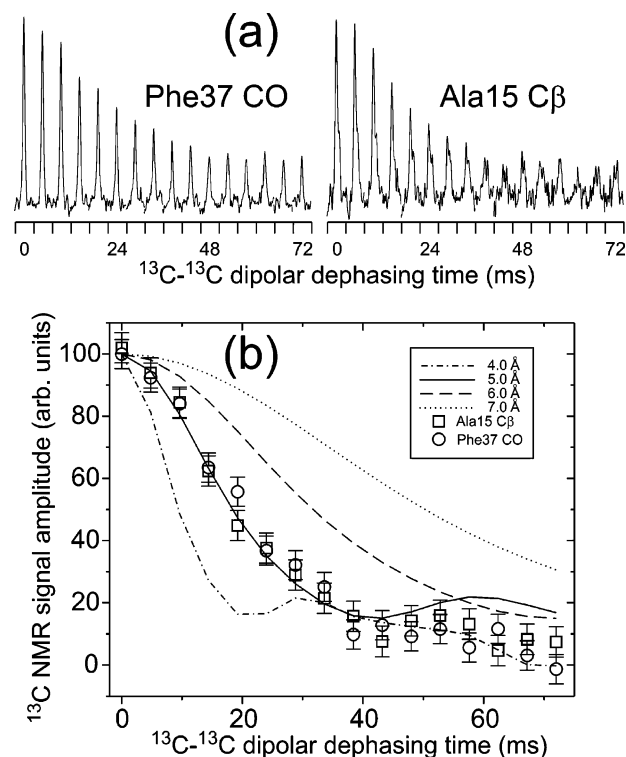 (a)
Phe37 CO
Ala15 Cβ
0 24 48 72
0 24 48 72
¹³C-¹³C dipolar dephasing time (ms)
(b)
¹³C NMR signal amplitude (arb. units)
100
80
60
40
20
0
4.0 Å
5.0 Å
6.0 Å
7.0 Å
Ala15 Cβ
Phe37 CO
0 20 40 60
¹³C-¹³C dipolar dephasing time (ms)